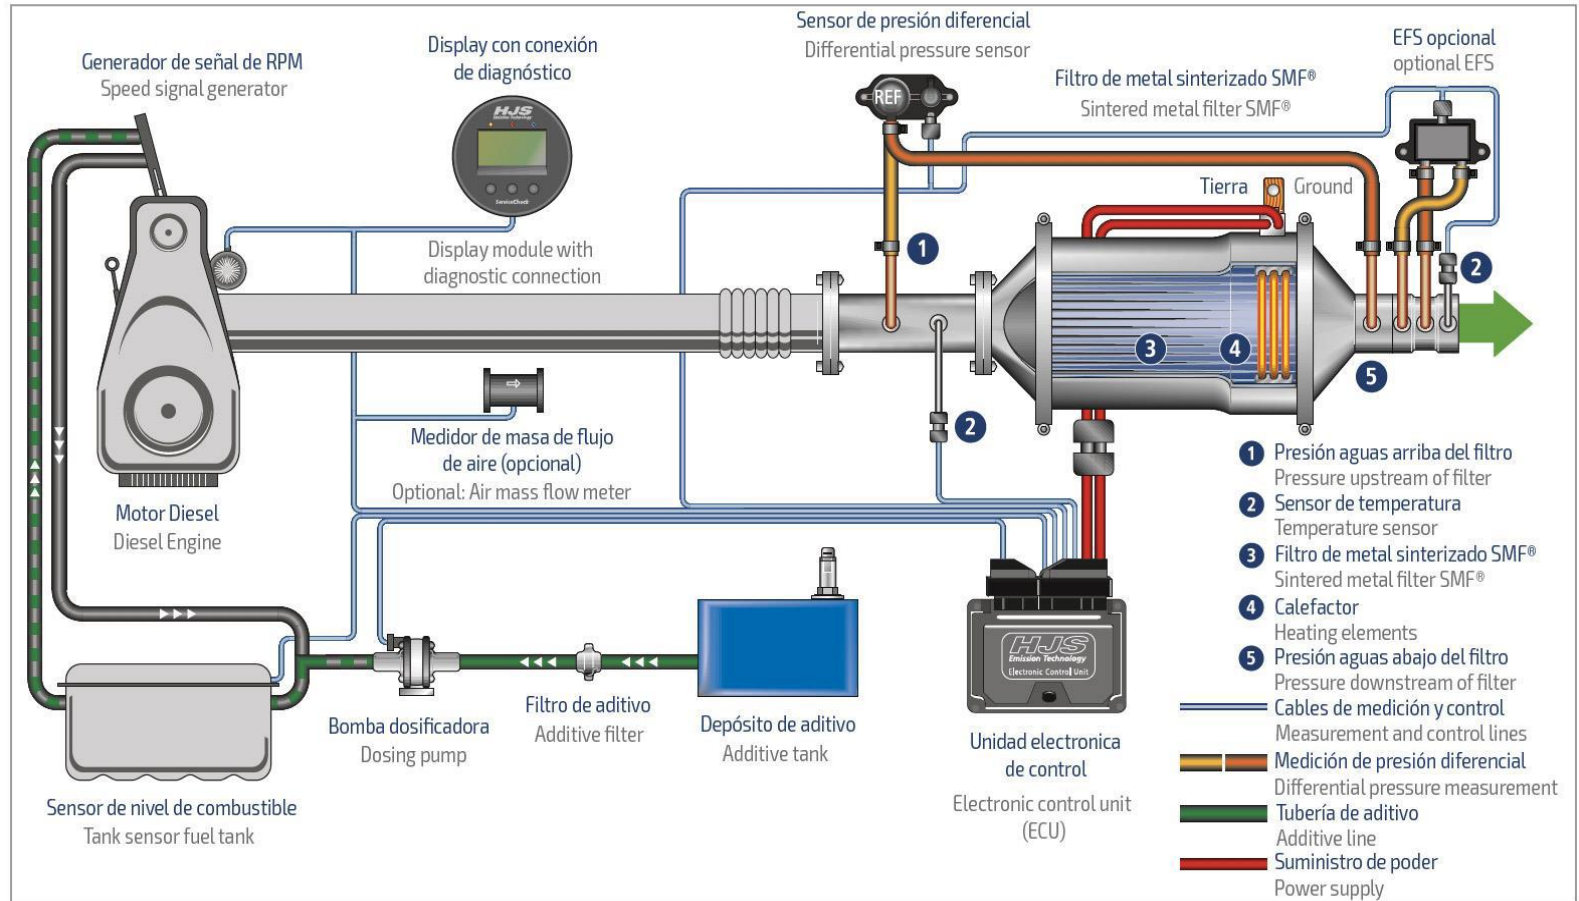 Generador de señal de RPM
Speed signal generator
Display con conexión
de diagnóstico
HJS
Emission Technology
ServiceCheck
Display module with
diagnostic connection
Sensor de presión diferencial
Differential pressure sensor
REF
Filtro de metal sinterizado SMF®
Sintered metal filter SMF®
EFS opcional
optional EFS
Tierra
Ground
1
2
3
4
5
2
Medidor de masa de flujo
de aire (opcional)
Optional: Air mass flow meter
Motor Diesel
Diesel Engine
Bomba dosificadora
Dosing pump
Filtro de aditivo
Additive filter
Depósito de aditivo
Additive tank
Sensor de nivel de combustible
Tank sensor fuel tank
HJS
Emission Technology
Electronic Control Unit
Unidad electronica
de control
Electronic control unit
(ECU)
1 Presión aguas arriba del filtro
Pressure upstream of filter
2 Sensor de temperatura
Temperature sensor
3 Filtro de metal sinterizado SMF®
Sintered metal filter SMF®
4 Calefactor
Heating elements
5 Presión aguas abajo del filtro
Pressure downstream of filter
Cables de medición y control
Measurement and control lines
Medición de presión diferencial
Differential pressure measurement
Tubería de aditivo
Additive line
Suministro de poder
Power supply